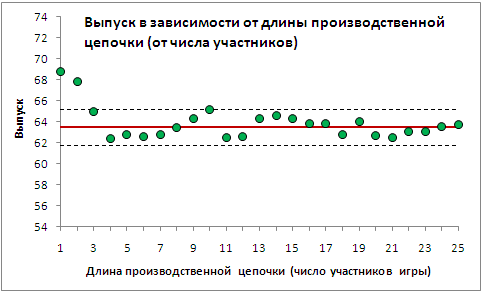 Выпуск в зависимости от длины производственной
цепочки (от числа участников)
Выпуск
74
72
70
68
66
64
62
60
58
56
54
1 3 5 7 9 11 13 15 17 19 21 23 25
Длина производственной цепочки (число участников игры)